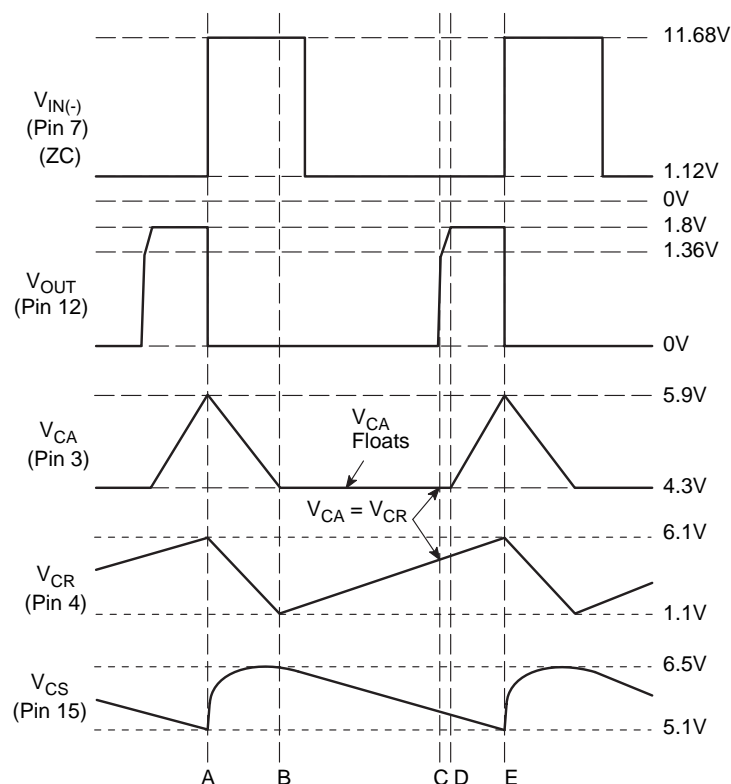 11.68V
V_IN(-)
(Pin 7)
(ZC)
1.12V
0V
1.8V
1.36V
V_OUT
(Pin 12)
0V
5.9V
V_CA
Floats
V_CA
(Pin 3)
4.3V
V_CA = V_CR
6.1V
V_CR
(Pin 4)
1.1V
6.5V
V_CS
(Pin 15)
5.1V
A B C D E